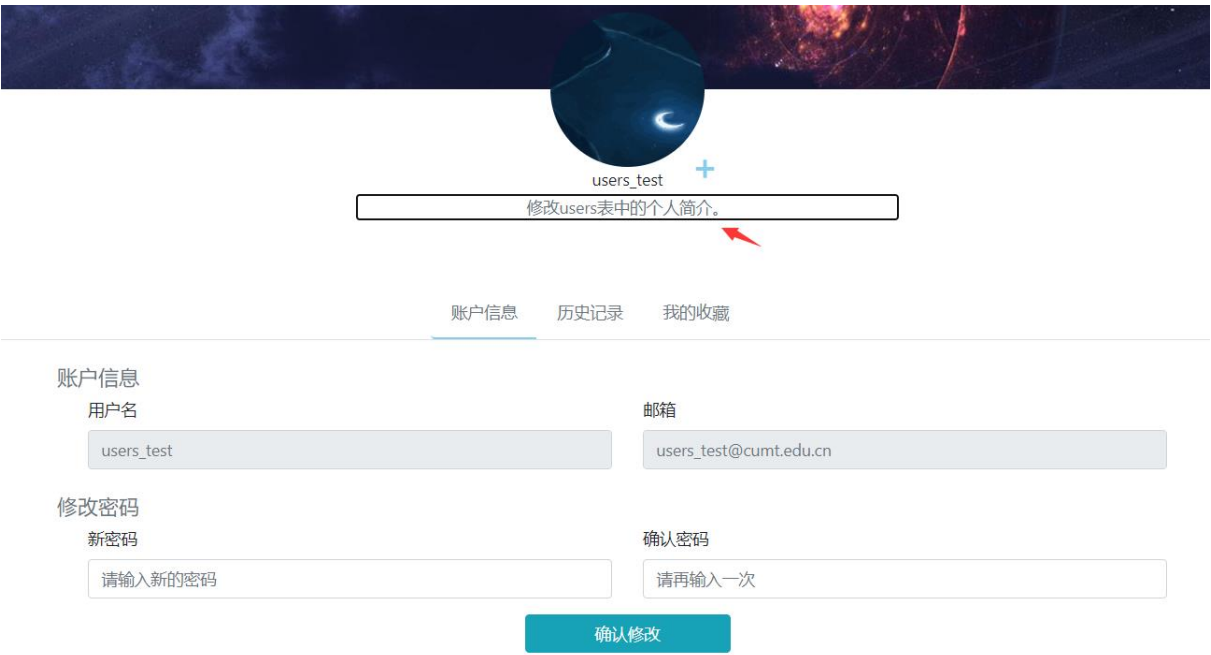 users_test
修改users表中的个人简介。
账户信息 历史记录 我的收藏
账户信息
用户名 邮箱
users_test users_test@cumt.edu.cn
修改密码
新密码 确认密码
请输入新的密码 请再输入一次
确认修改